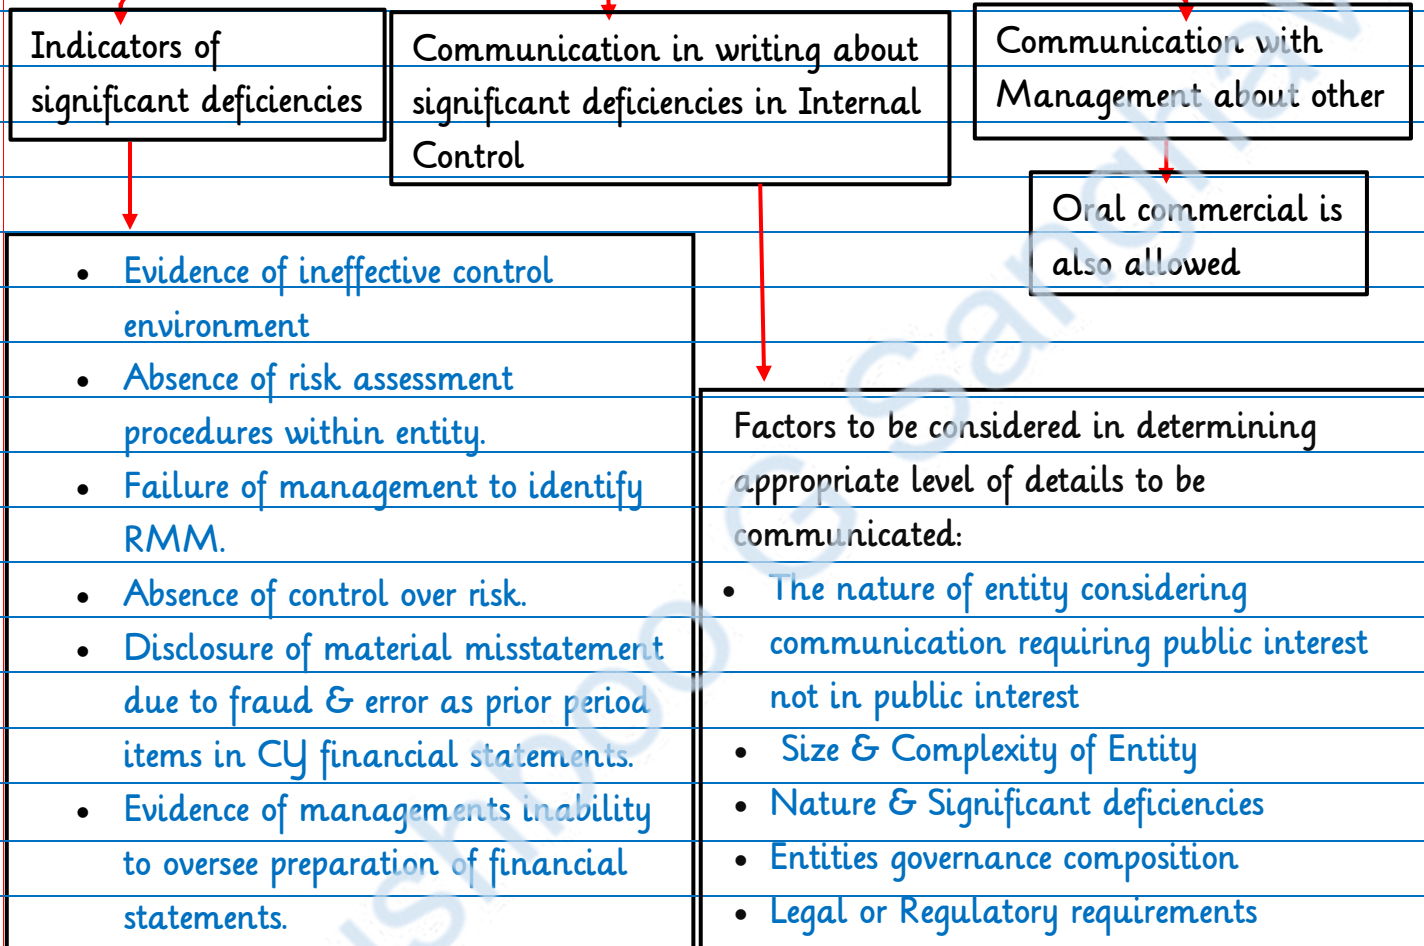 Indicators of
significant deficiencies
Communication in writing about
significant deficiencies in Internal
Control
Communication with
Management about other
Oral commercial is
also allowed
• Evidence of ineffective control
environment
• Absence of risk assessment
procedures within entity.
• Failure of management to identify
RMM.
• Absence of control over risk.
• Disclosure of material misstatement
due to fraud & error as prior period
items in CY financial statements.
• Evidence of managements inability
to oversee preparation of financial
statements.
Factors to be considered in determining
appropriate level of details to be
communicated:
• The nature of entity considering
communication requiring public interest
not in public interest
• Size & Complexity of Entity
• Nature & Significant deficiencies
• Entities governance composition
• Legal or Regulatory requirements